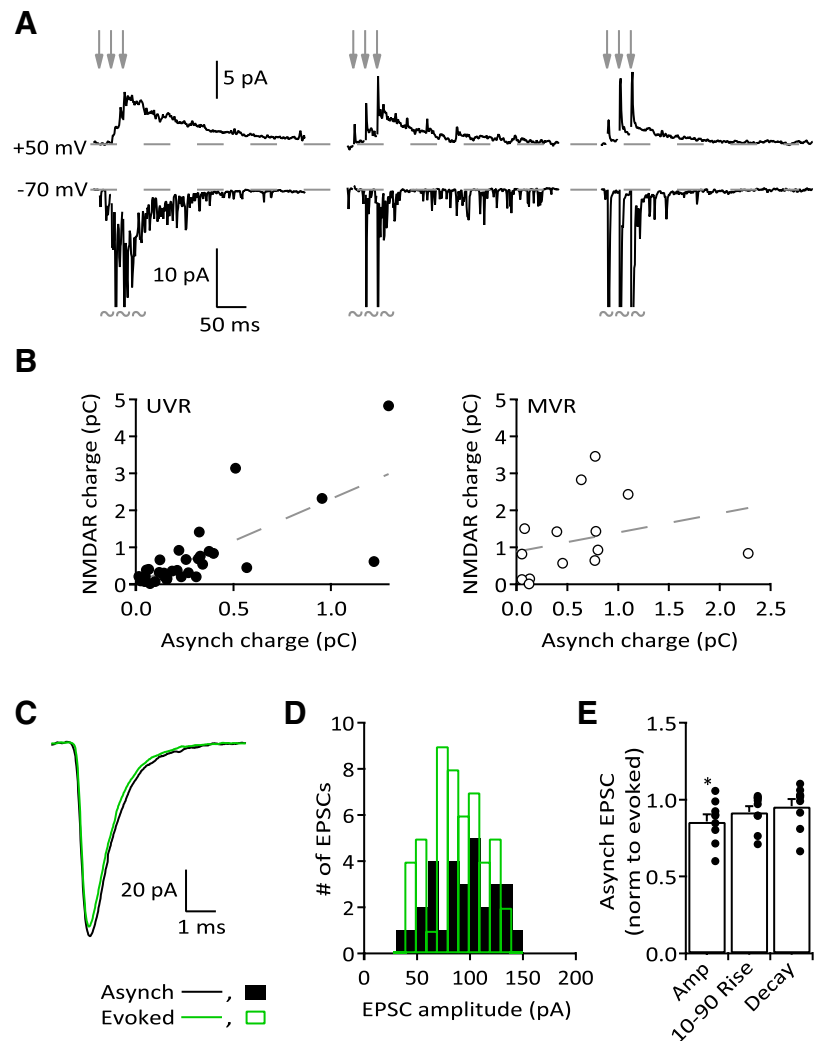 A
5 pA
+50 mV
-70 mV
10 pA
50 ms
~~~
~~~
~~~
B
UVR
NMDAR charge (pC)
5
4
3
2
1
0
0.0 0.5 1.0
Asynch charge (pC)
MVR
NMDAR charge (pC)
5
4
3
2
1
0
0.0 0.5 1.0 1.5 2.0 2.5
Asynch charge (pC)
C
20 pA
1 ms
Asynch ,
Evoked ,
D
# of EPSCs
10
8
6
4
2
0
0 50 100 150 200
EPSC amplitude (pA)
E
Asynch EPSC
(norm to evoked)
1.5
1.0
0.5
0.0
*
Amp
10-90 Rise
Decay